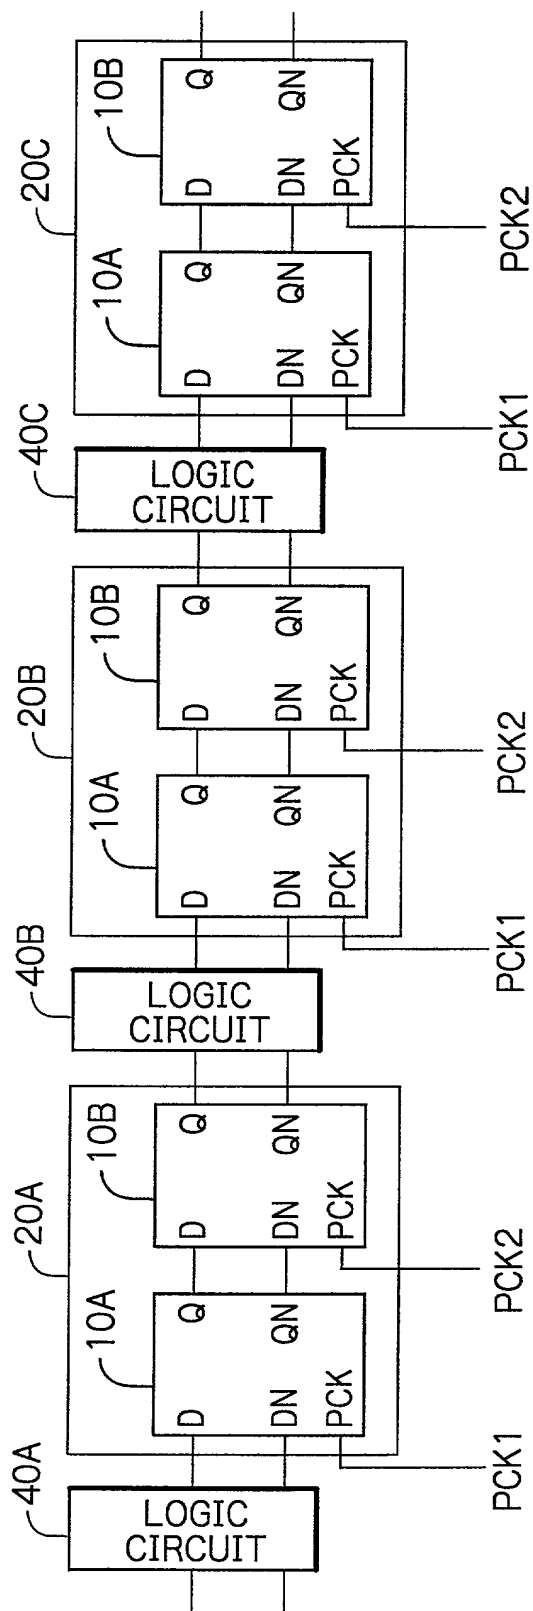 40A
LOGIC
CIRCUIT
20A
10A
D
Q
DN
QN
PCK
PCK1
10B
D
Q
DN
QN
PCK
PCK2
40B
LOGIC
CIRCUIT
20B
10A
D
Q
DN
QN
PCK
PCK1
10B
D
Q
DN
QN
PCK
PCK2
40C
LOGIC
CIRCUIT
20C
10A
D
Q
DN
QN
PCK
PCK1
10B
D
Q
DN
QN
PCK
PCK2